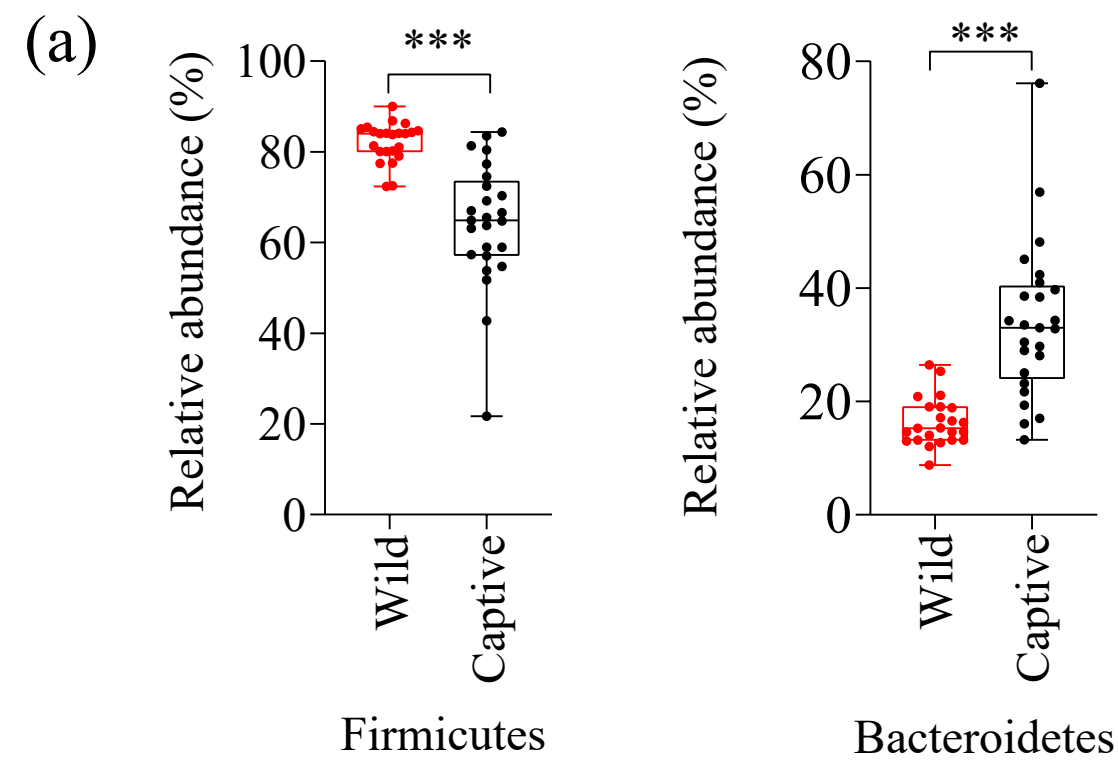 (a)
Relative abundance (%)
100
80
60
40
20
0
***
Wild
Captive
Firmicutes
Relative abundance (%)
80
60
40
20
0
***
Wild
Captive
Bacteroidetes